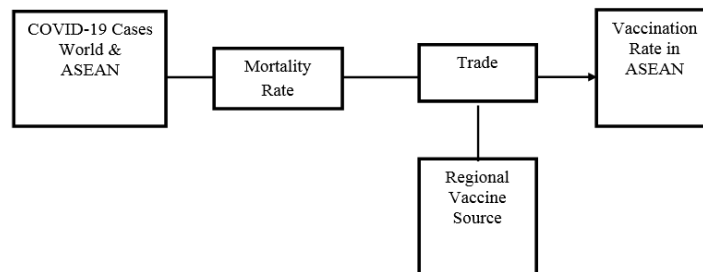 COVID-19 Cases
World &
ASEAN
Mortality
Rate
Trade
Vaccination
Rate in
ASEAN
Regional
Vaccine
Source